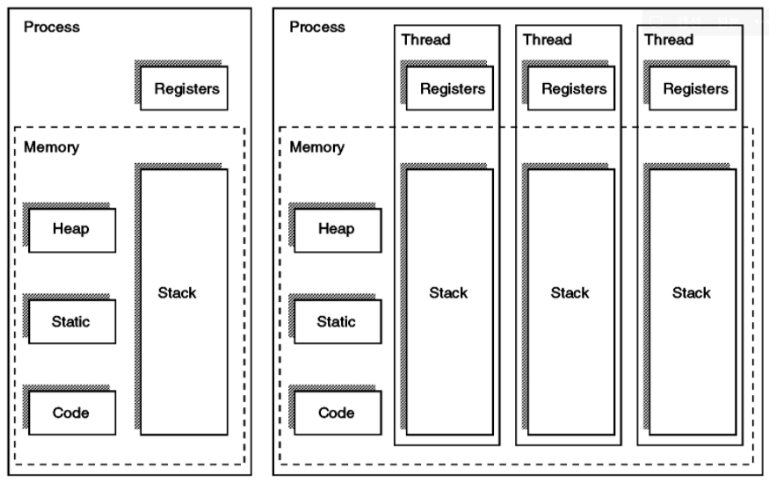 Process
Registers
Memory
Heap
Static
Code
Stack
Process
Thread
Thread
Thread
Registers
Registers
Registers
Memory
Heap
Static
Code
Stack
Stack
Stack